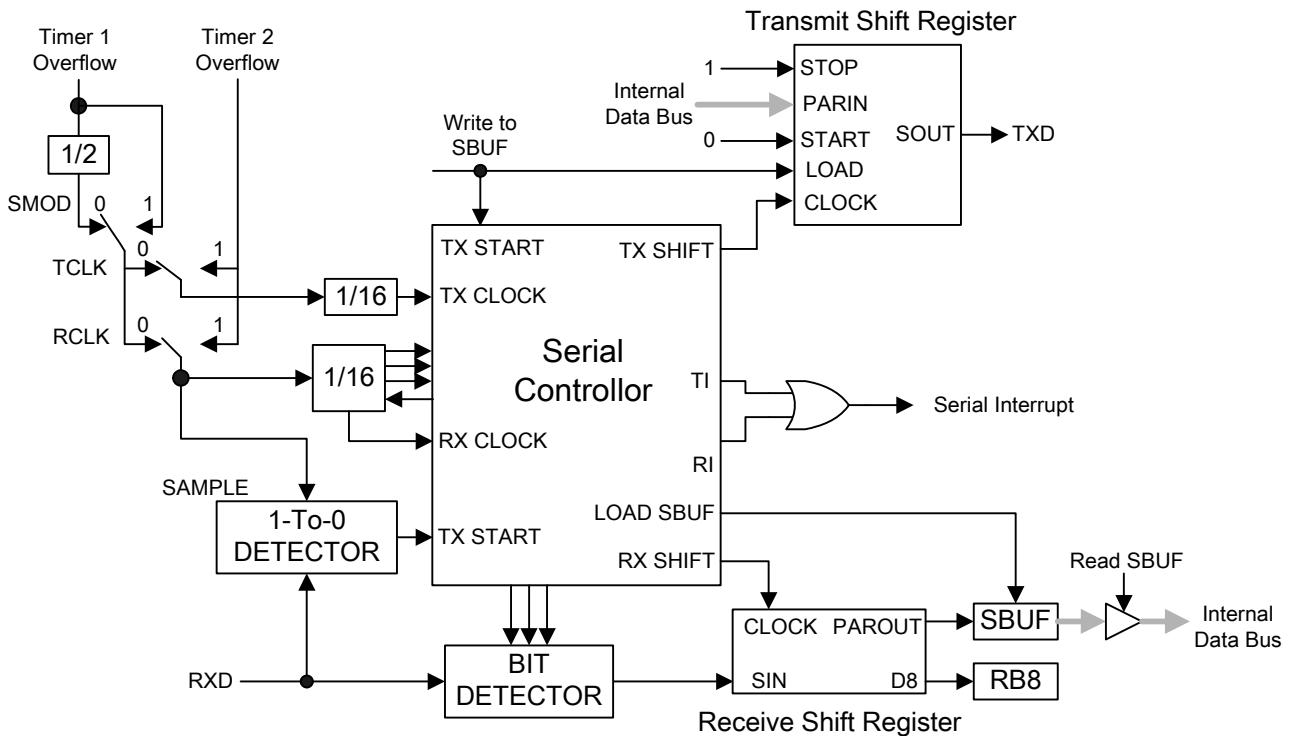 Transmit Shift Register
Timer 1
Overflow
Timer 2
Overflow
1
STOP
Internal
Data Bus
PARIN
Write to
SBUF
0
START
SOUT
TXD
LOAD
CLOCK
1/2
SMOD
0
1
TX START
TX SHIFT
TCLK
0
1
1/16
TX CLOCK
RCLK
0
1
1/16
Serial
Controllor
TI
Serial Interrupt
RX CLOCK
RI
SAMPLE
1-To-0
DETECTOR
TX START
LOAD SBUF
RX SHIFT
Read SBUF
CLOCK
PAROUT
SBUF
Internal
Data Bus
RXD
BIT
DETECTOR
SIN
D8
RB8
Receive Shift Register